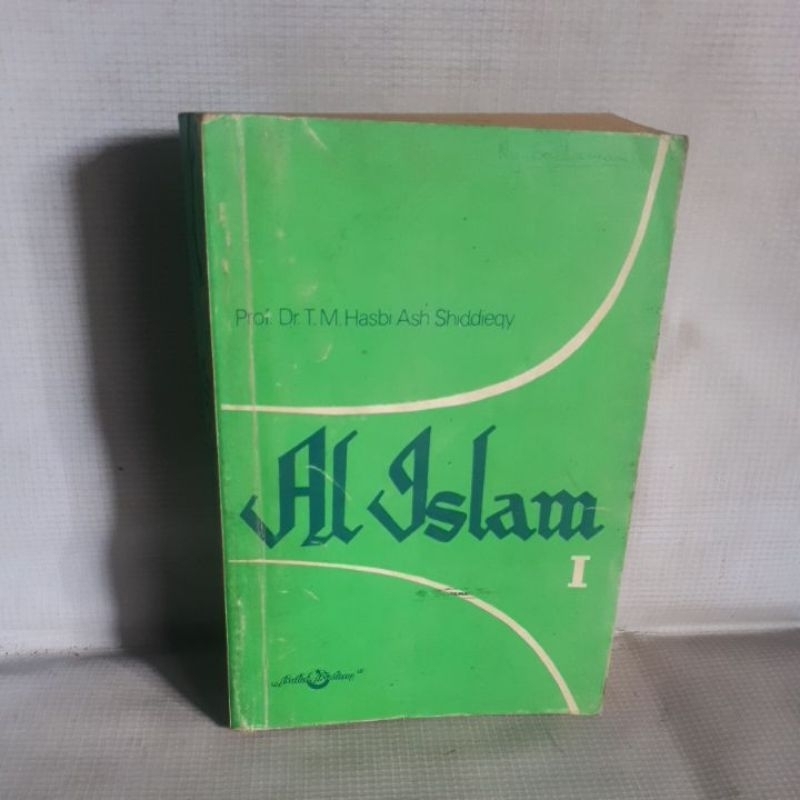 Prof. Dr. T. M. Hasbi Ash Shiddieqy
Al Islam
I